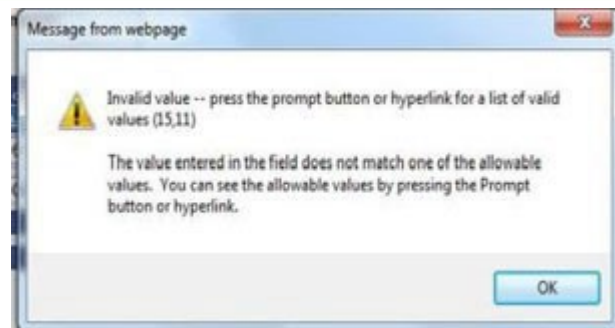 Message from webpage
Invalid value -- press the prompt button or hyperlink for a list of valid
values (15,11)
The value entered in the field does not match one of the allowable
values. You can see the allowable values by pressing the Prompt
button or hyperlink.
OK